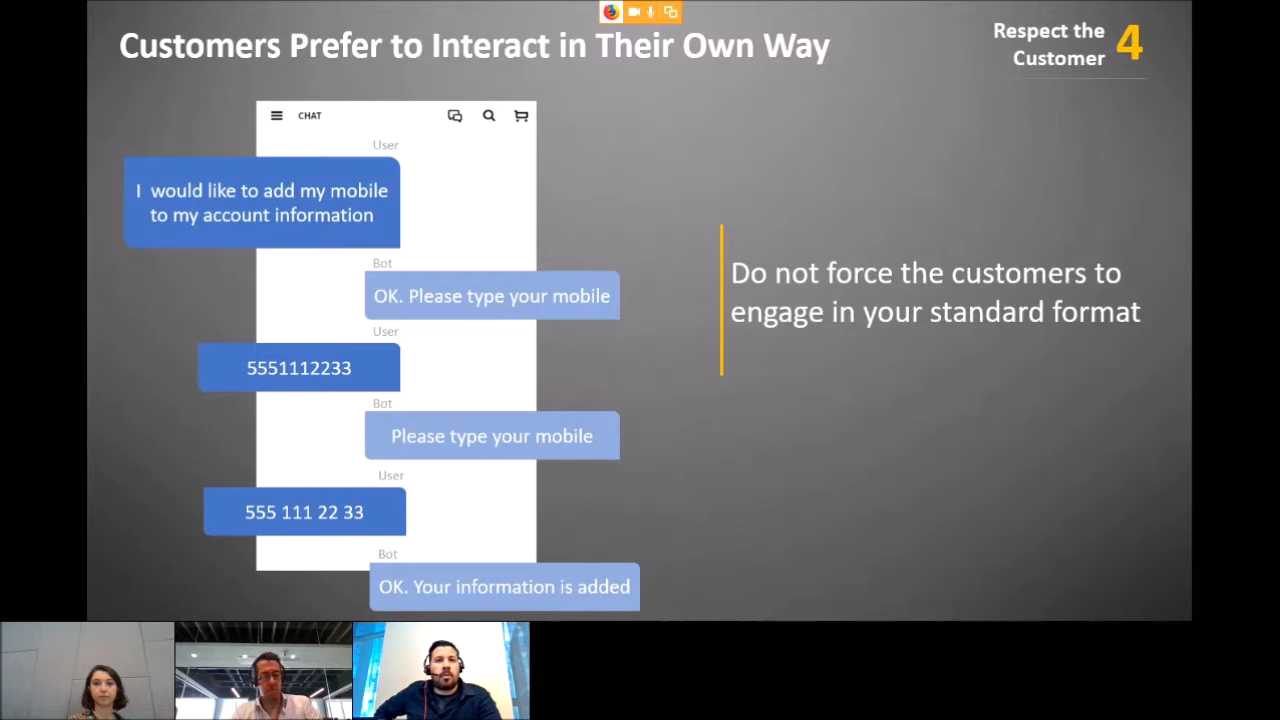 Customers Prefer to Interact in Their Own Way
Respect the
Customer
4
CHAT
User
I would like to add my mobile
to my account information
Bot
OK. Please type your mobile
User
5551112233
Bot
Please type your mobile
User
555 111 22 33
Bot
OK. Your information is added
Do not force the customers to
engage in your standard format